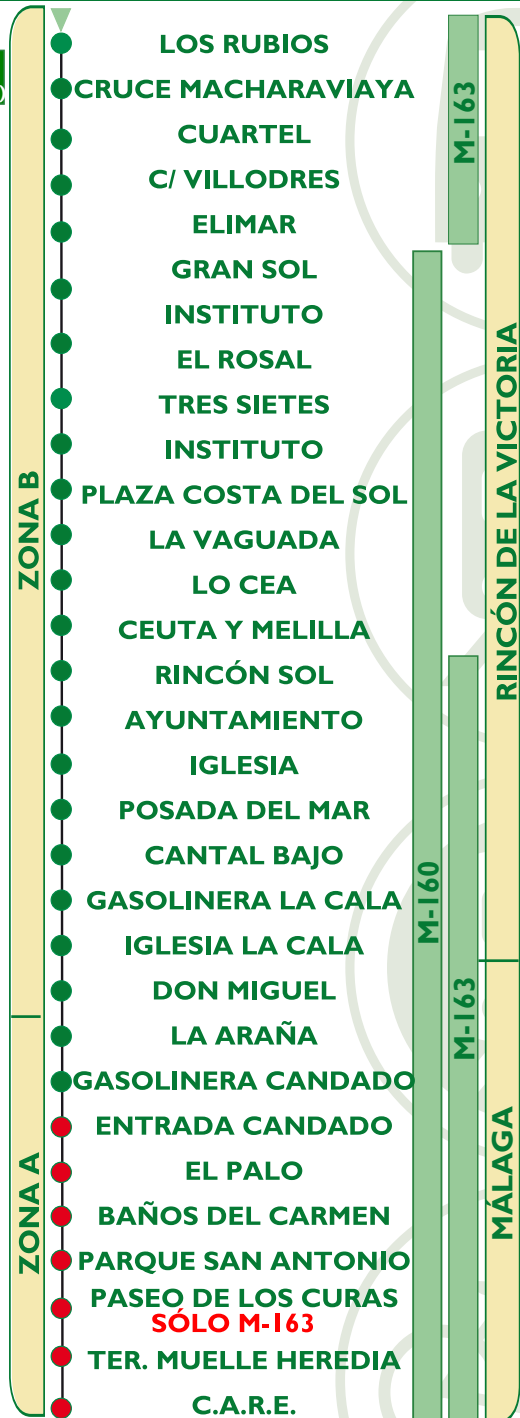 LOS RUBIOS
CRUCE MACHARAVIAYA
CUARTEL
C/ VILLODRES
ELIMAR
GRAN SOL
INSTITUTO
EL ROSAL
TRES SIETES
INSTITUTO
PLAZA COSTA DEL SOL
LA VAGUADA
LO CEA
CEUTA Y MELILLA
RINCÓN SOL
AYUNTAMIENTO
IGLESIA
POSADA DEL MAR
CANTAL BAJO
GASOLINERA LA CALA
IGLESIA LA CALA
DON MIGUEL
LA ARAÑA
GASOLINERA CANDADO
ENTRADA CANDADO
EL PALO
BAÑOS DEL CARMEN
PARQUE SAN ANTONIO
PASEO DE LOS CURAS
SÓLO M-163
TER. MUELLE HEREDIA
C.A.R.E.
ZONA B
ZONA A
M-163
M-160
M-163
RINCÓN DE LA VICTORIA
MÁLAGA